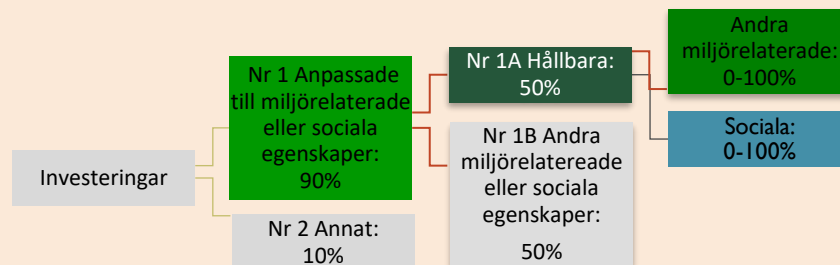 Investeringar
Nr 1 Anpassade
till miljörelaterade
eller sociala
egenskaper:
90%
Nr 2 Annat:
10%
Nr 1A Hållbara:
50%
Nr 1B Andra
miljörelatereade
eller sociala
egenskaper:
50%
Andra
miljörelaterade:
0-100%
Sociala:
0-100%